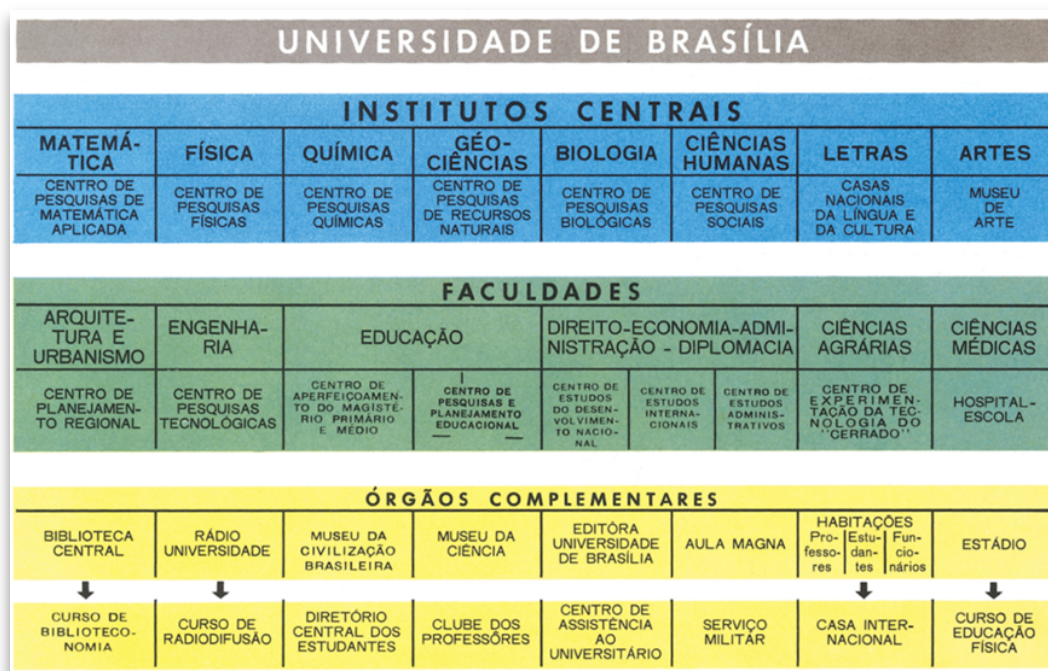 UNIVERSIDADE DE BRASÍLIA
INSTITUTOS CENTRAIS
MATEMÁ-
TICA
FÍSICA
QUÍMICA
GÉO-
CIÊNCIAS
BIOLOGIA
CIÊNCIAS
HUMANAS
LETRAS
ARTES
CENTRO DE
PESQUISAS DE
MATEMÁTICA
APLICADA
CENTRO DE
PESQUISAS
FÍSICAS
CENTRO DE
PESQUISAS
QUÍMICAS
CENTRO DE
PESQUISAS
DE RECURSOS
NATURAIS
CENTRO DE
PESQUISAS
BIOLÓGICAS
CENTRO DE
PESQUISAS
SOCIAIS
CASAS
NACIONAIS
DA LÍNGUA E
DA CULTURA
MUSEU
DE
ARTE
FACULDADES
ARQUITE-
TURA E
URBANISMO
ENGENHA-
RIA
EDUCAÇÃO
DIREITO-ECONOMIA-ADMI-
NISTRAÇÃO - DIPLOMACIA
CIÊNCIAS
AGRÁRIAS
CIÊNCIAS
MÉDICAS
CENTRO DE
PLANEJAMEN-
TO REGIONAL
CENTRO DE
PESQUISAS
TECNOLÓGICAS
CENTRO DE
APERFEIÇOAMEN-
TO DO MAGISTÉ-
RIO PRIMÁRIO
E MÉDIO
CENTRO DE
PESQUISAS E
PLANEJAMENTO
EDUCACIONAL
CENTRO DE
ESTUDOS
DO DESEN-
VOLVIMEN-
TO NACIO-
NAL
CENTRO DE
ESTUDOS
INTERNA-
CIONAIS
CENTRO DE
ESTUDOS
ADMINIS-
TRATIVOS
CENTRO DE
EXPERIMEN-
TAÇÃO DA TEC-
NOLOGIA DO
"CERRADO"
HOSPITAL-
ESCOLA
ÓRGÃOS COMPLEMENTARES
BIBLIOTECA
CENTRAL
RÁDIO
UNIVERSIDADE
MUSEU DA
CIVILIZAÇÃO
BRASILEIRA
MUSEU DA
CIÊNCIA
EDITÔRA
UNIVERSIDADE
DE BRASÍLIA
AULA MAGNA
HABITAÇÕES
Pro-
fesso-
res
Estu-
dan-
tes
Fun-
cio-
nários
ESTÁDIO
CURSO DE
BIBLIOTECO-
NOMIA
CURSO DE
RADIODIFUSÃO
DIRETÓRIO
CENTRAL DOS
ESTUDANTES
CLUBE DOS
PROFESSÔRES
CENTRO DE
ASSISTÊNCIA
AO
UNIVERSITÁRIO
SERVIÇO
MILITAR
CASA INTER-
NACIONAL
CURSO DE
EDUCAÇÃO
FÍSICA